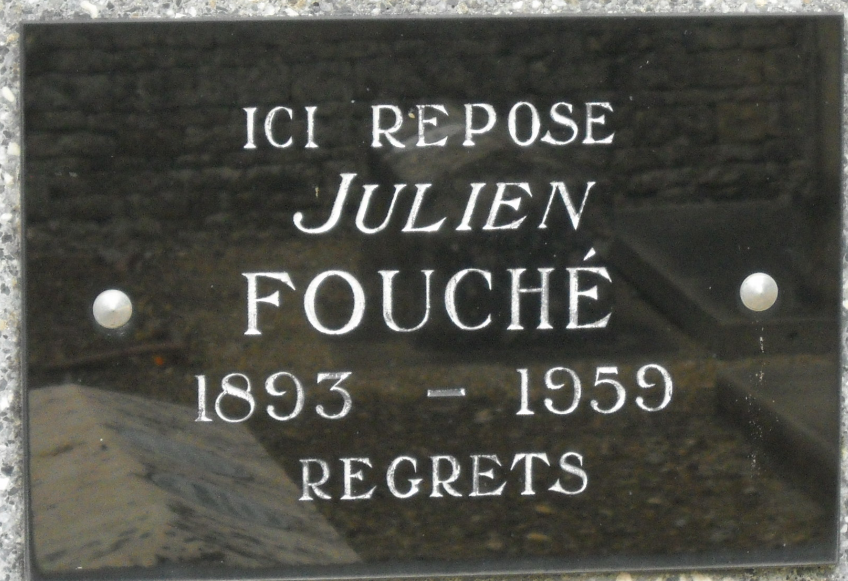 ICI REPOSE
JULIEN
FOUCHÉ
1893 - 1959
REGRETS